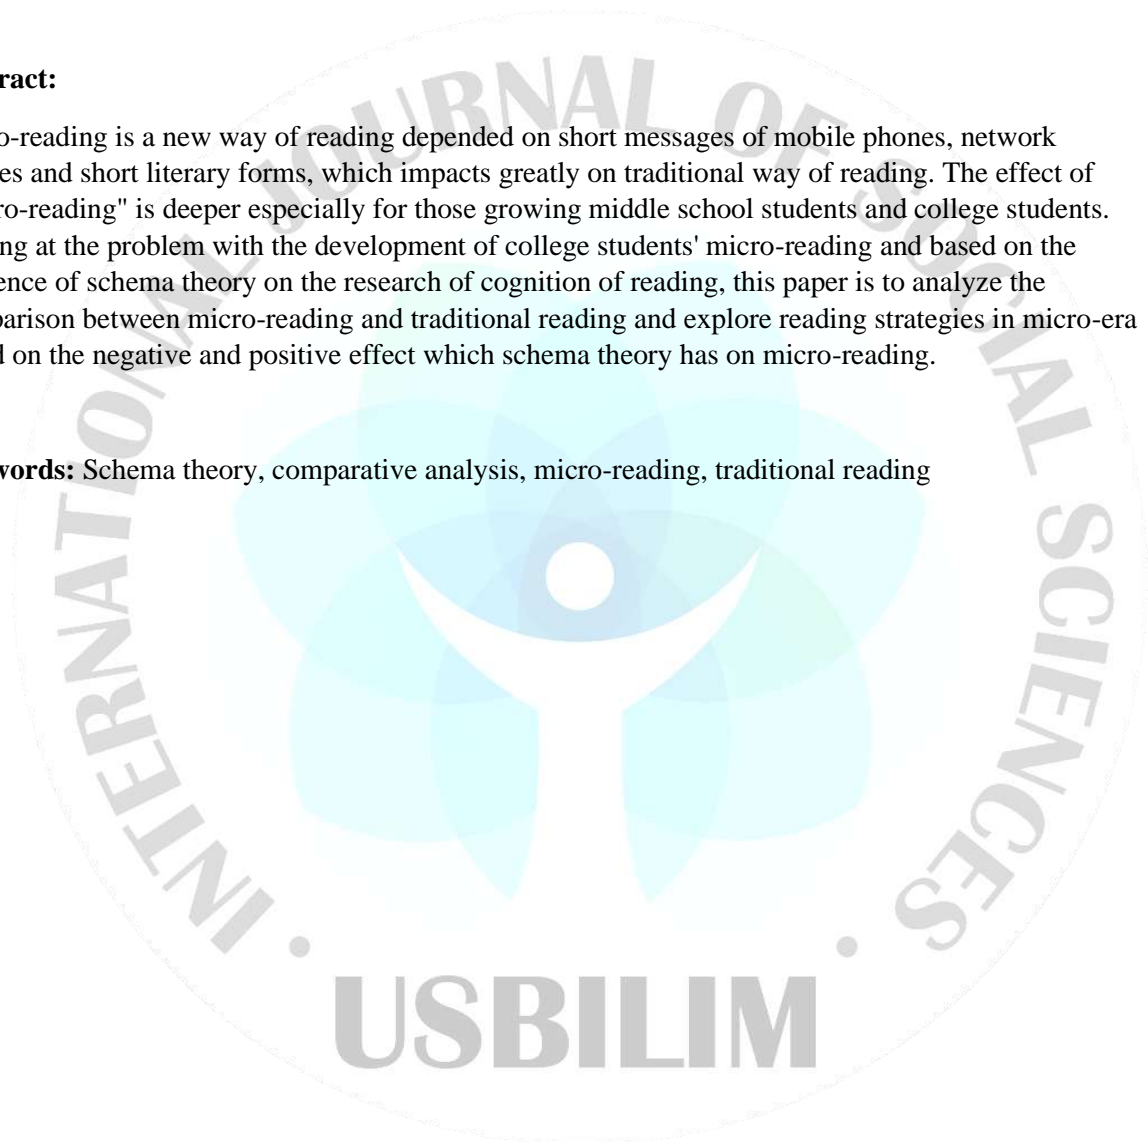 ract:
o-reading is a new way of reading depended on short messages of mobile phones, network
es and short literary forms, which impacts greatly on traditional way of reading. The effect of
ro-reading" is deeper especially for those growing middle school students and college students.
ng at the problem with the development of college students' micro-reading and based on the
ence of schema theory on the research of cognition of reading, this paper is to analyze the
parison between micro-reading and traditional reading and explore reading strategies in micro-era
d on the negative and positive effect which schema theory has on micro-reading.
words: Schema theory, comparative analysis, micro-reading, traditional reading
INTERNATIONAL JOURNAL OF SOCIAL SCIENCES
• USBILIM •